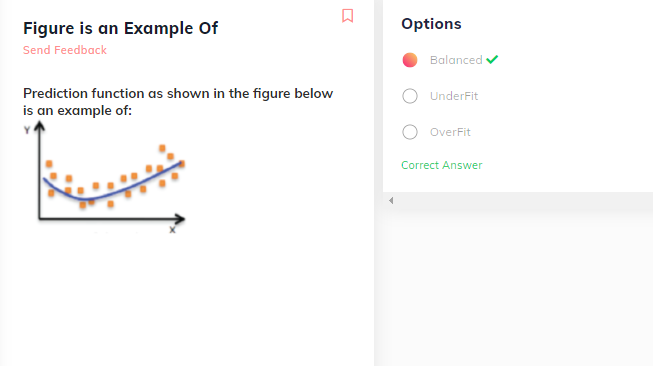 Figure is an Example Of
Send Feedback
Prediction function as shown in the figure below
is an example of:
Y
X
Options
Balanced
UnderFit
OverFit
Correct Answer